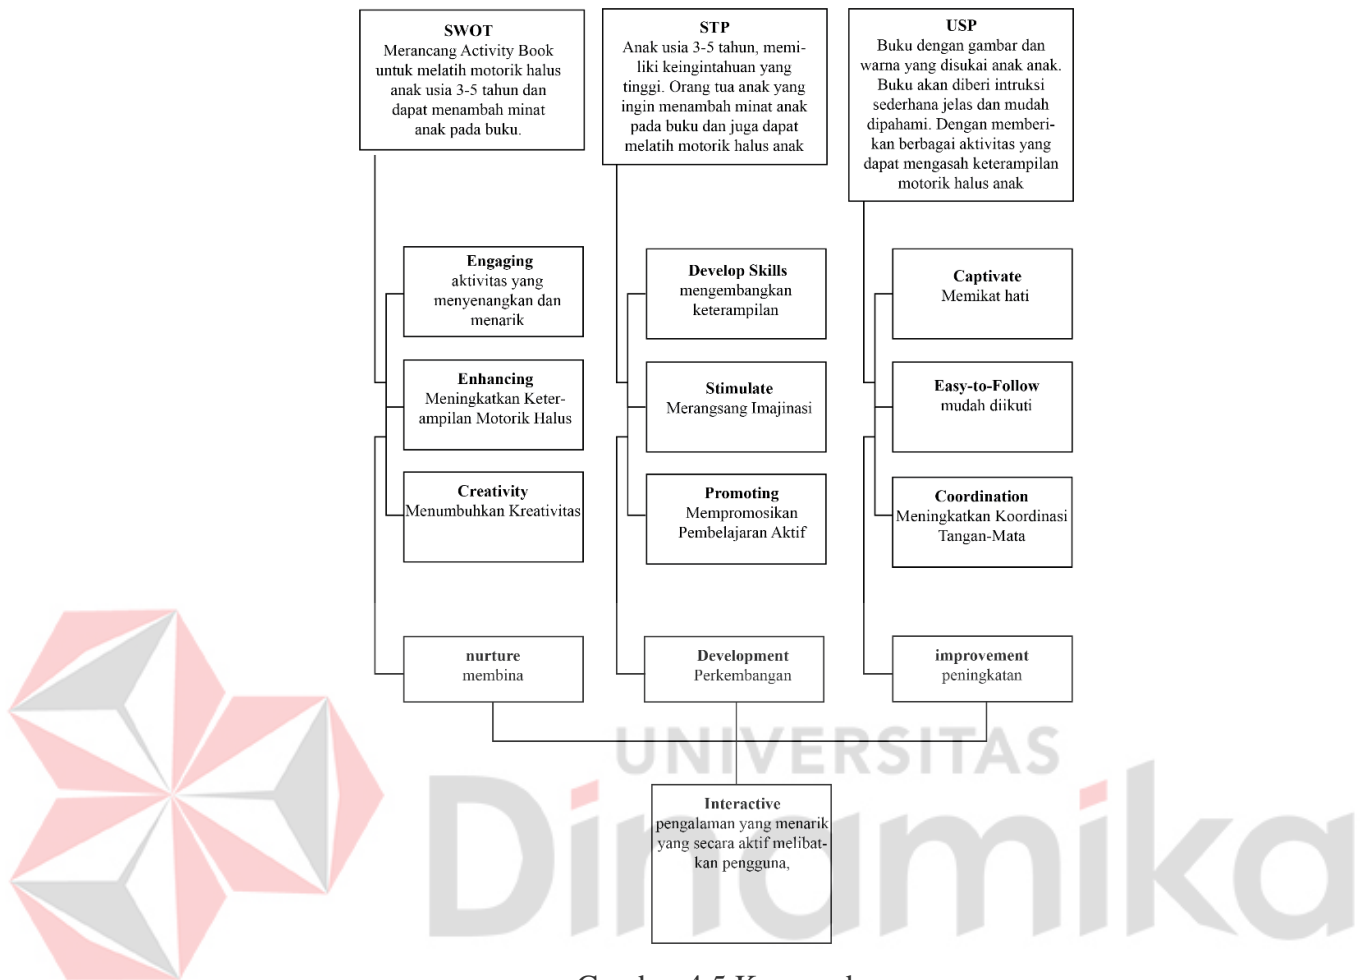 SWOT
Merancang Activity Book
untuk melatih motorik halus
anak usia 3-5 tahun dan
dapat menambah minat
anak pada buku.
STP
Anak usia 3-5 tahun, memi-
liki keingintahuan yang
tinggi. Orang tua anak yang
ingin menambah minat anak
pada buku dan juga dapat
melatih motorik halus anak
USP
Buku dengan gambar dan
warna yang disukai anak anak.
Buku akan diberi intruksi
sederhana jelas dan mudah
dipahami. Dengan memberi-
kan berbagai aktivitas yang
dapat mengasah keterampilan
motorik halus anak
Engaging
aktivitas yang
menyenangkan dan
menarik
Develop Skills
mengembangkan
keterampilan
Captivate
Memikat hati
Enhancing
Meningkatkan Keter-
ampilan Motorik Halus
Stimulate
Merangsang Imajinasi
Easy-to-Follow
mudah diikuti
Creativity
Menumbuhkan Kreativitas
Promoting
Mempromosikan
Pembelajaran Aktif
Coordination
Meningkatkan Koordinasi
Tangan-Mata
nurture
membina
Development
Perkembangan
improvement
peningkatan
UNIVERSITAS
Dinamika
Interactive
pengalaman yang menarik
yang secara aktif melibat-
kan pengguna,